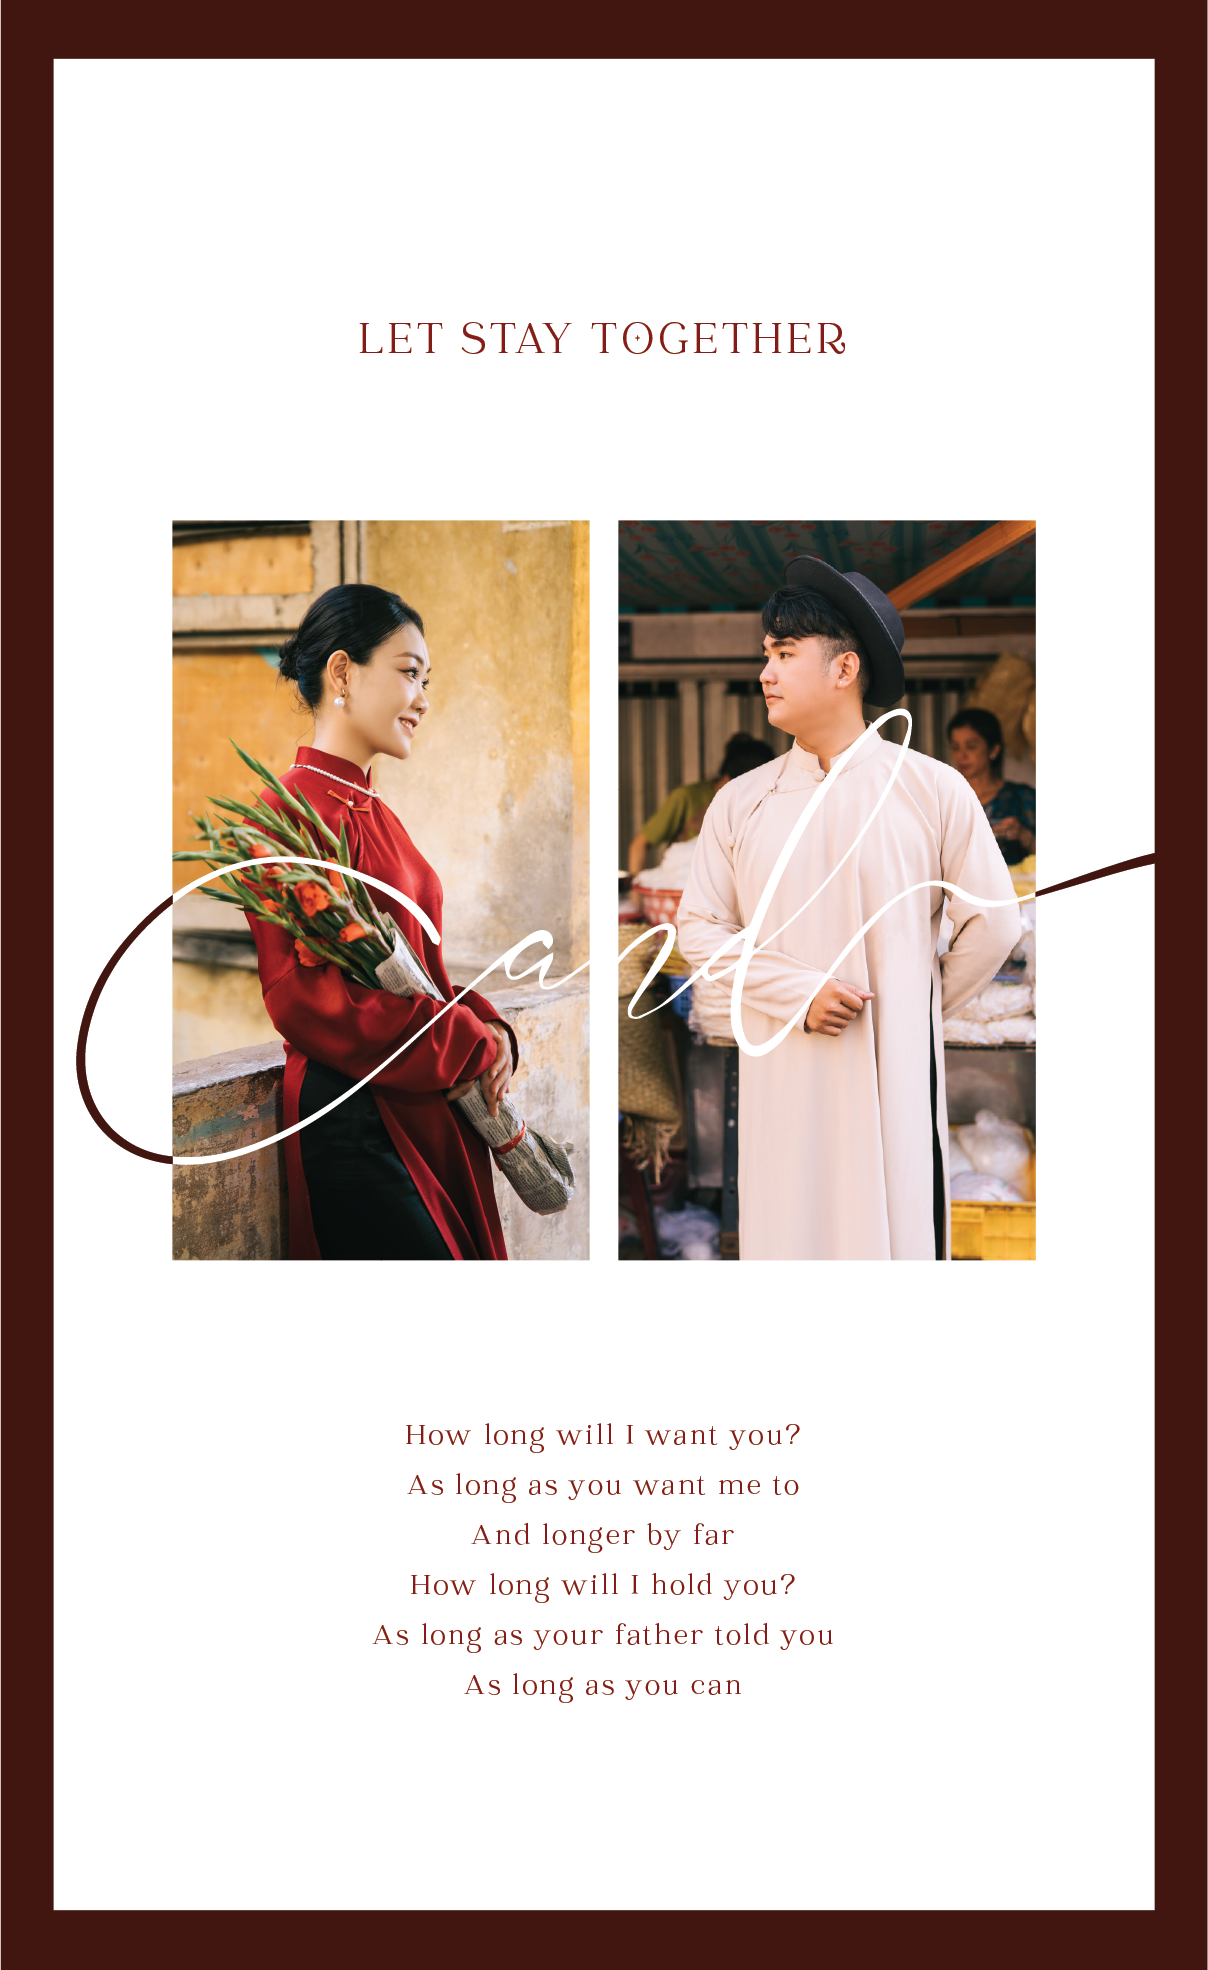 LET STAY TOGETHER
and
How long will I want you?
As long as you want me to
And longer by far
How long will I hold you?
As long as your father told you
As long as you can